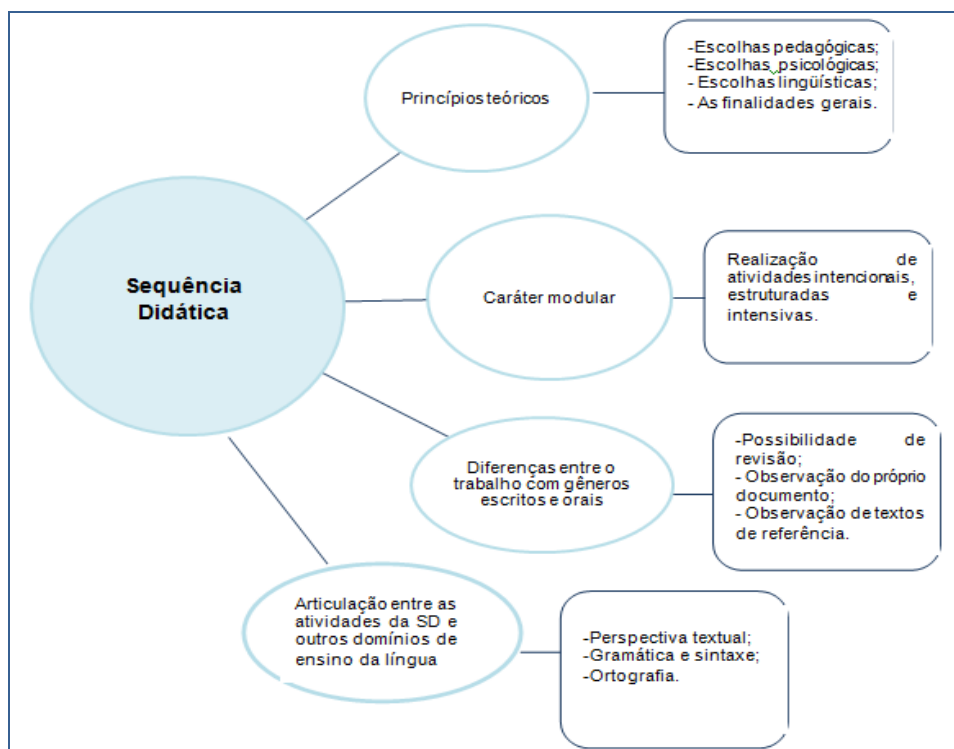 Sequência
Didática
Princípios teóricos
-Escolhas pedagógicas;
-Escolhas psicológicas;
- Escolhas lingüísticas;
- As finalidades gerais.
Caráter modular
Realização de
atividades intencionais,
estruturadas e
intensivas.
Diferenças entre o
trabalho com gêneros
escritos e orais
-Possibilidade de
revisão;
- Observação do próprio
documento;
- Observação de textos
de referência.
Articulação entre as
atividades da SD e
outros domínios de
ensino da língua
-Perspectiva textual;
-Gramática e sintaxe;
-Ortografia.